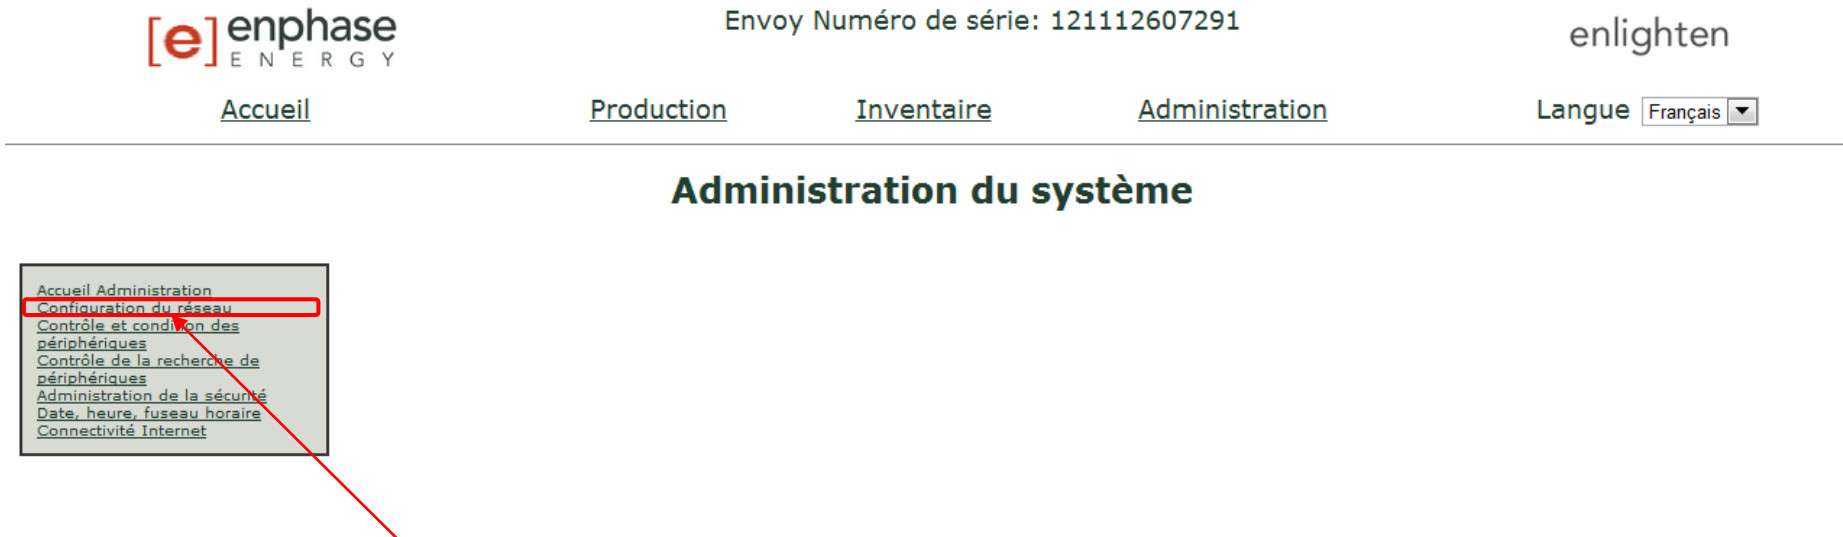 [e] enphase
ENERGY
Envoy Numéro de série: 121112607291
enlighten
Accueil
Production
Inventaire
Administration
Langue Français
Administration du système
Accueil Administration
Configuration du réseau
Contrôle et condition des
périphériques
Contrôle de la recherche de
périphériques
Administration de la sécurité
Date, heure, fuseau horaire
Connectivité Internet